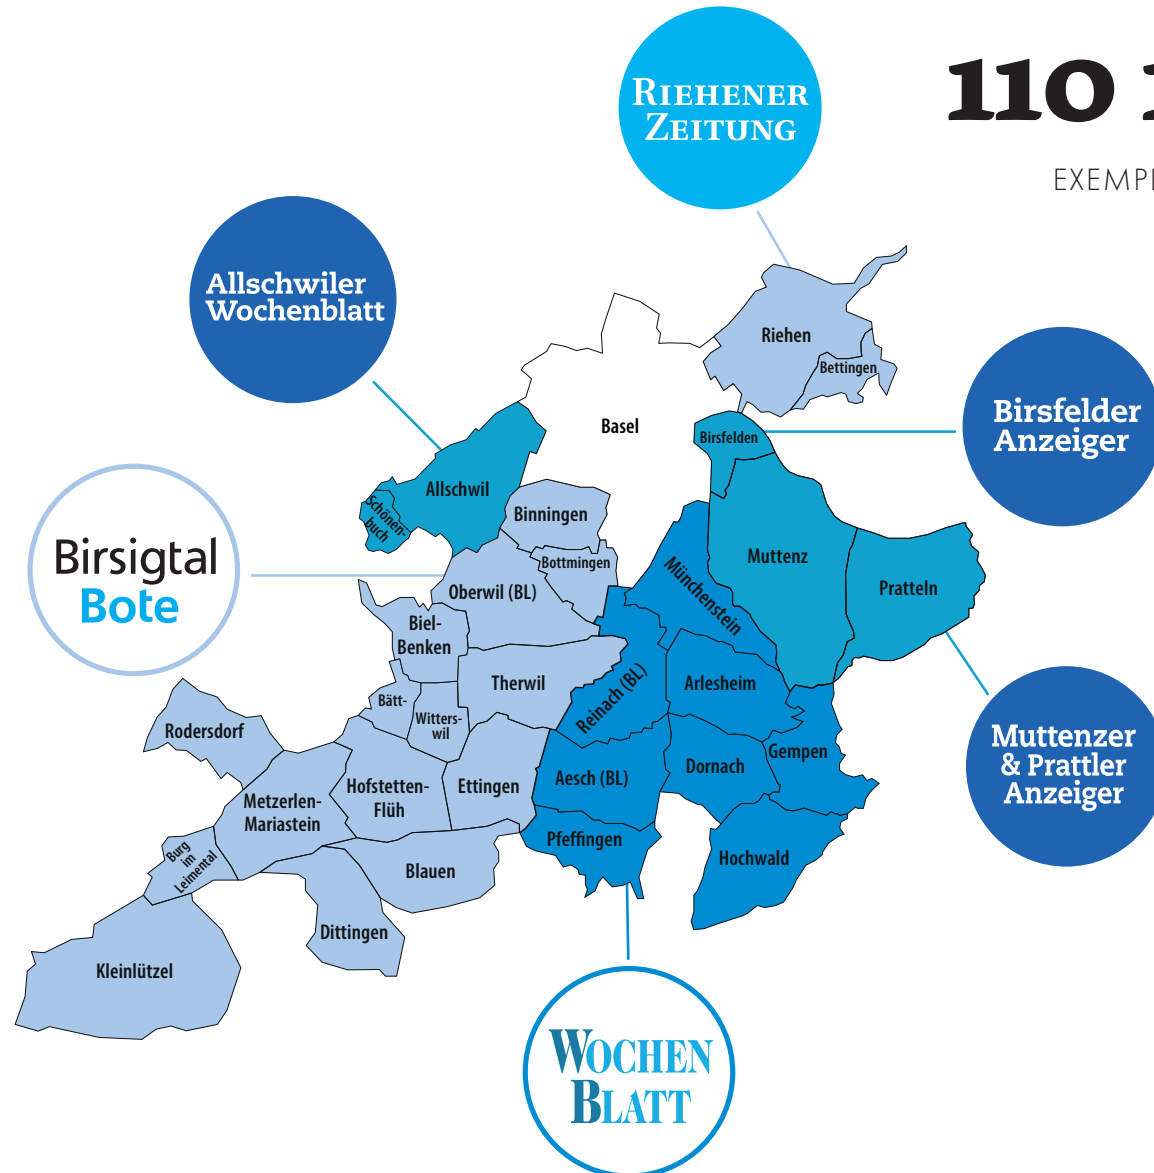 RIEHENER
ZEITUNG
110 1
EXEMPL
Allschwiler
Wochenblatt
Riehen
Bettingen
Birsfelder
Anzeiger
Basel
Birsfelden
Allschwil
Schönen-
buch
Binningen
Birsigtal
Bote
Bottmingen
Oberwil (BL)
Muttenz
Münchenstein
Pratteln
Biel-
Benken
Therwil
Reinach (BL)
Arlesheim
Bätt-
Witters-
wil
Rodersdorf
Muttenzer
& Prattler
Anzeiger
Gempen
Dornach
Aesch (BL)
Hofstetten-
Flüh
Ettingen
Metzerlen-
Mariastein
Pfeffingen
Hochwald
Burg
im
Leimental
Blauen
Dittingen
Kleinlützel
WOCHEN
BLATT